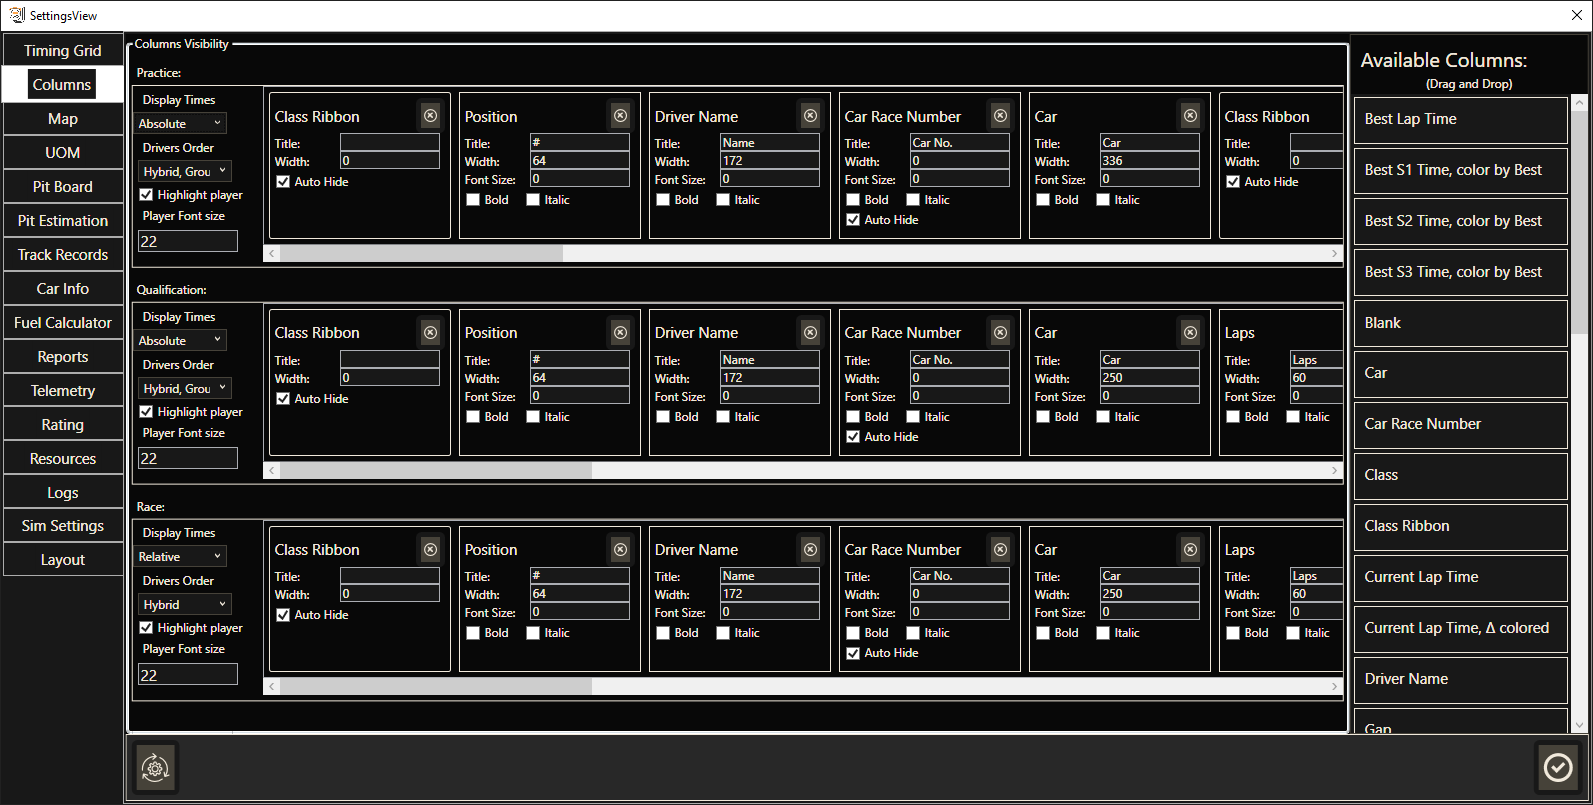 SettingsView
Timing Grid
Columns
Map
UOM
Pit Board
Pit Estimation
Track Records
Car Info
Fuel Calculator
Reports
Telemetry
Rating
Resources
Logs
Sim Settings
Layout
Columns Visibility
Practice:
Display Times
Absolute
Drivers Order
Hybrid, Grou
Highlight player
Player Font size
22
Class Ribbon
Title:
Width: 0
Auto Hide
Position
Title: #
Width: 64
Font Size: 0
Bold Italic
Driver Name
Title: Name
Width: 172
Font Size: 0
Bold Italic
Car Race Number
Title: Car No.
Width: 0
Font Size: 0
Bold Italic
Auto Hide
Car
Title: Car
Width: 336
Font Size: 0
Bold Italic
Class Ribbon
Title:
Width: 0
Auto Hide
Qualification:
Display Times
Absolute
Drivers Order
Hybrid, Grou
Highlight player
Player Font size
22
Class Ribbon
Title:
Width: 0
Auto Hide
Position
Title: #
Width: 64
Font Size: 0
Bold Italic
Driver Name
Title: Name
Width: 172
Font Size: 0
Bold Italic
Car Race Number
Title: Car No.
Width: 0
Font Size: 0
Bold Italic
Auto Hide
Car
Title: Car
Width: 250
Font Size: 0
Bold Italic
Laps
Title: Laps
Width: 60
Font Size: 0
Bold Italic
Race:
Display Times
Relative
Drivers Order
Hybrid
Highlight player
Player Font size
22
Class Ribbon
Title:
Width: 0
Auto Hide
Position
Title: #
Width: 64
Font Size: 0
Bold Italic
Driver Name
Title: Name
Width: 172
Font Size: 0
Bold Italic
Car Race Number
Title: Car No.
Width: 0
Font Size: 0
Bold Italic
Auto Hide
Car
Title: Car
Width: 250
Font Size: 0
Bold Italic
Laps
Title: Laps
Width: 60
Font Size: 0
Bold Italic
Available Columns:
(Drag and Drop)
Best Lap Time
Best S1 Time, color by Best
Best S2 Time, color by Best
Best S3 Time, color by Best
Blank
Car
Car Race Number
Class
Class Ribbon
Current Lap Time
Current Lap Time, Δ colored
Driver Name
Gap